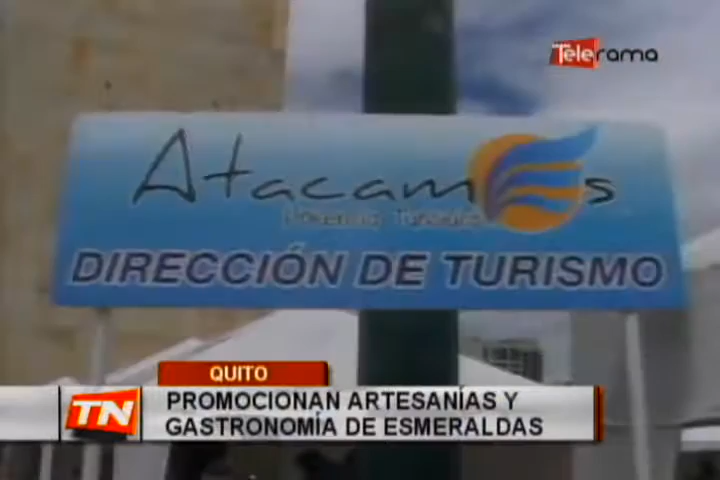 Telerama
Atacames
DIRECCIÓN DE TURISMO
QUITO
TN
PROMOCIONAN ARTESANÍAS Y
GASTRONOMÍA DE ESMERALDAS